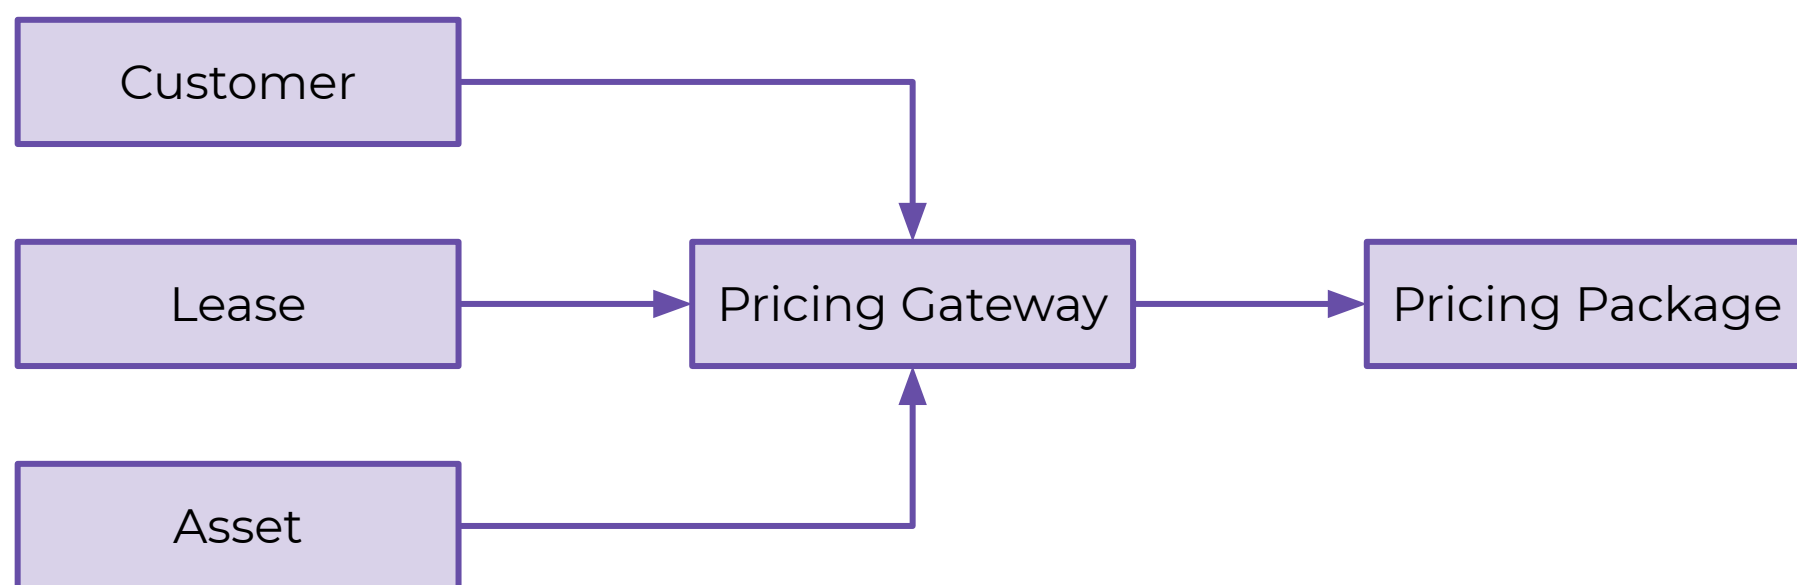 Customer
Lease
Pricing Gateway
Pricing Package
Asset